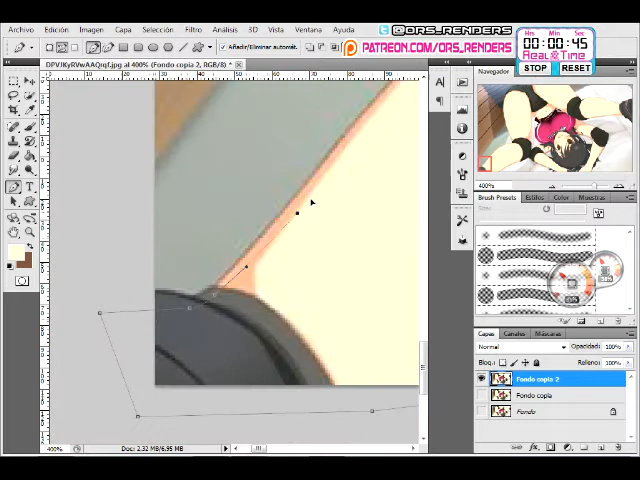 Archivo Edición Imagen Capa Selección Filtro Análisis 3D Vista Ventana Ayuda @ORS_RENDERS
Hrs Min Sec
00:00:45
Real & Time
STOP RESET
Añadir/Eliminar automát.
PATREON.COM/ORS_RENDERS
DPVJKyRVwAAQrqf.jpg al 400% (Fondo copia 2, RGB/8) *
Navegador
400%
Brush Presets Estilos Color Muestras
Capas Canales Máscaras
Normal Opacidad: 100%
Bloq.: Relleno: 100%
Fondo copia 2
Fondo copia
Fondo
400% Doc: 2,32 MB/6,95 MB